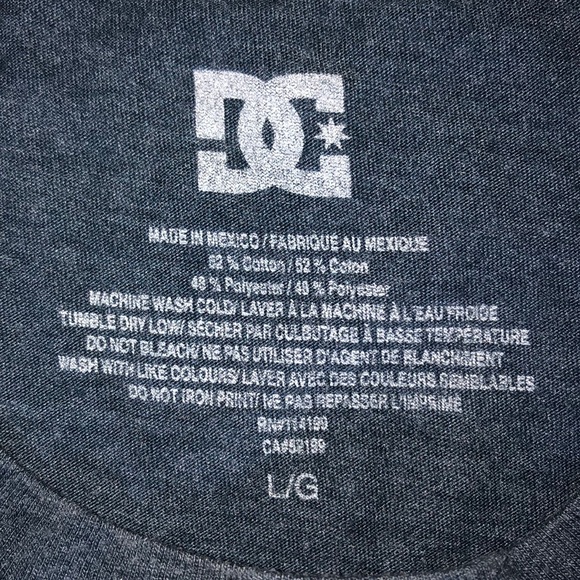 DC
MADE IN MEXICO / FABRIQUÉ AU MEXIQUE
52 % Cotton / 52 % Coton
48 % Polyester / 48 % Polyester
MACHINE WASH COLD/ LAVER À LA MACHINE À L'EAU FROIDE
TUMBLE DRY LOW/ SÉCHER PAR CULBUTAGE À BASSE TEMPÉRATURE
DO NOT BLEACH/ NE PAS UTILISER D'AGENT DE BLANCHIMENT
WASH WITH LIKE COLOURS/ LAVER AVEC DES COULEURS SEMBLABLES
DO NOT IRON PRINT/ NE PAS REPASSER L'IMPRIMÉ
RN#114190
CA#52199
L/G